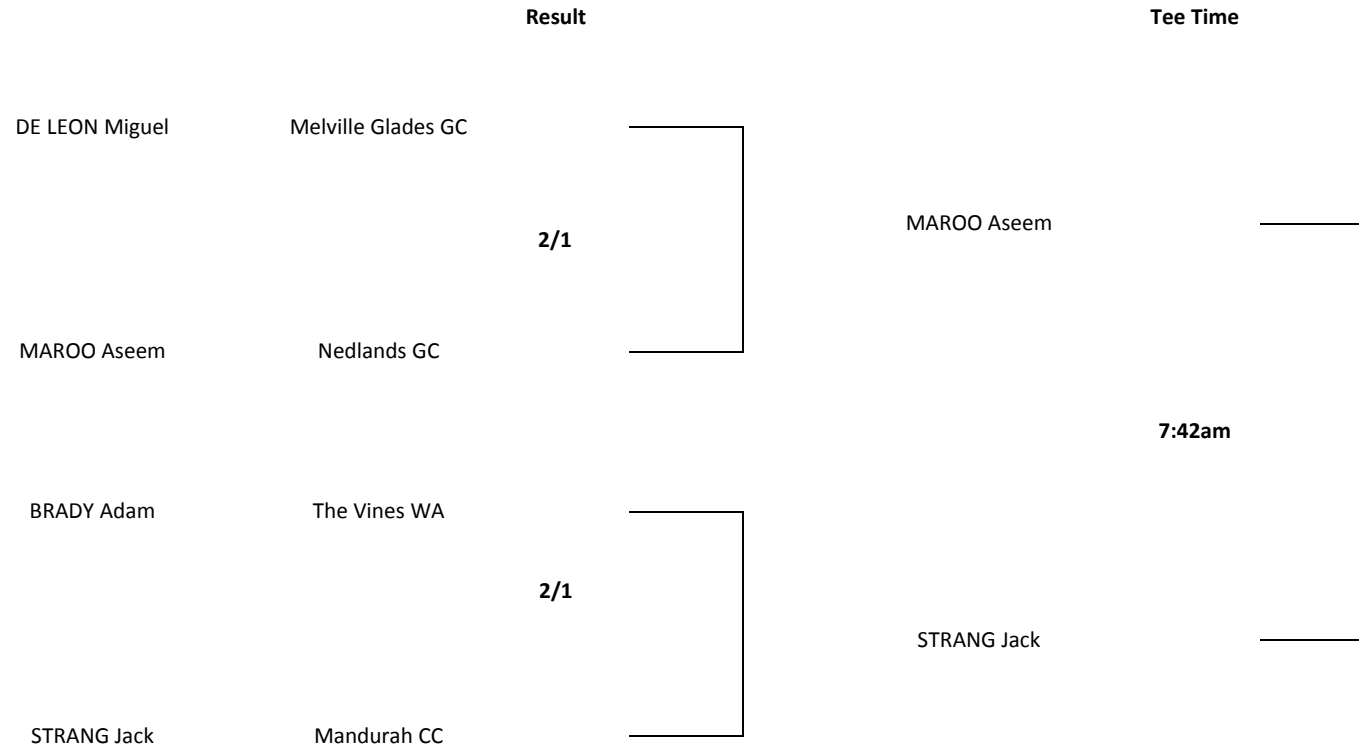 Result Tee Time
DE LEON Miguel Melville Glades GC
MAROO Aseem
2/1
MAROO Aseem Nedlands GC
7:42am
BRADY Adam The Vines WA
2/1
STRANG Jack
STRANG Jack Mandurah CC